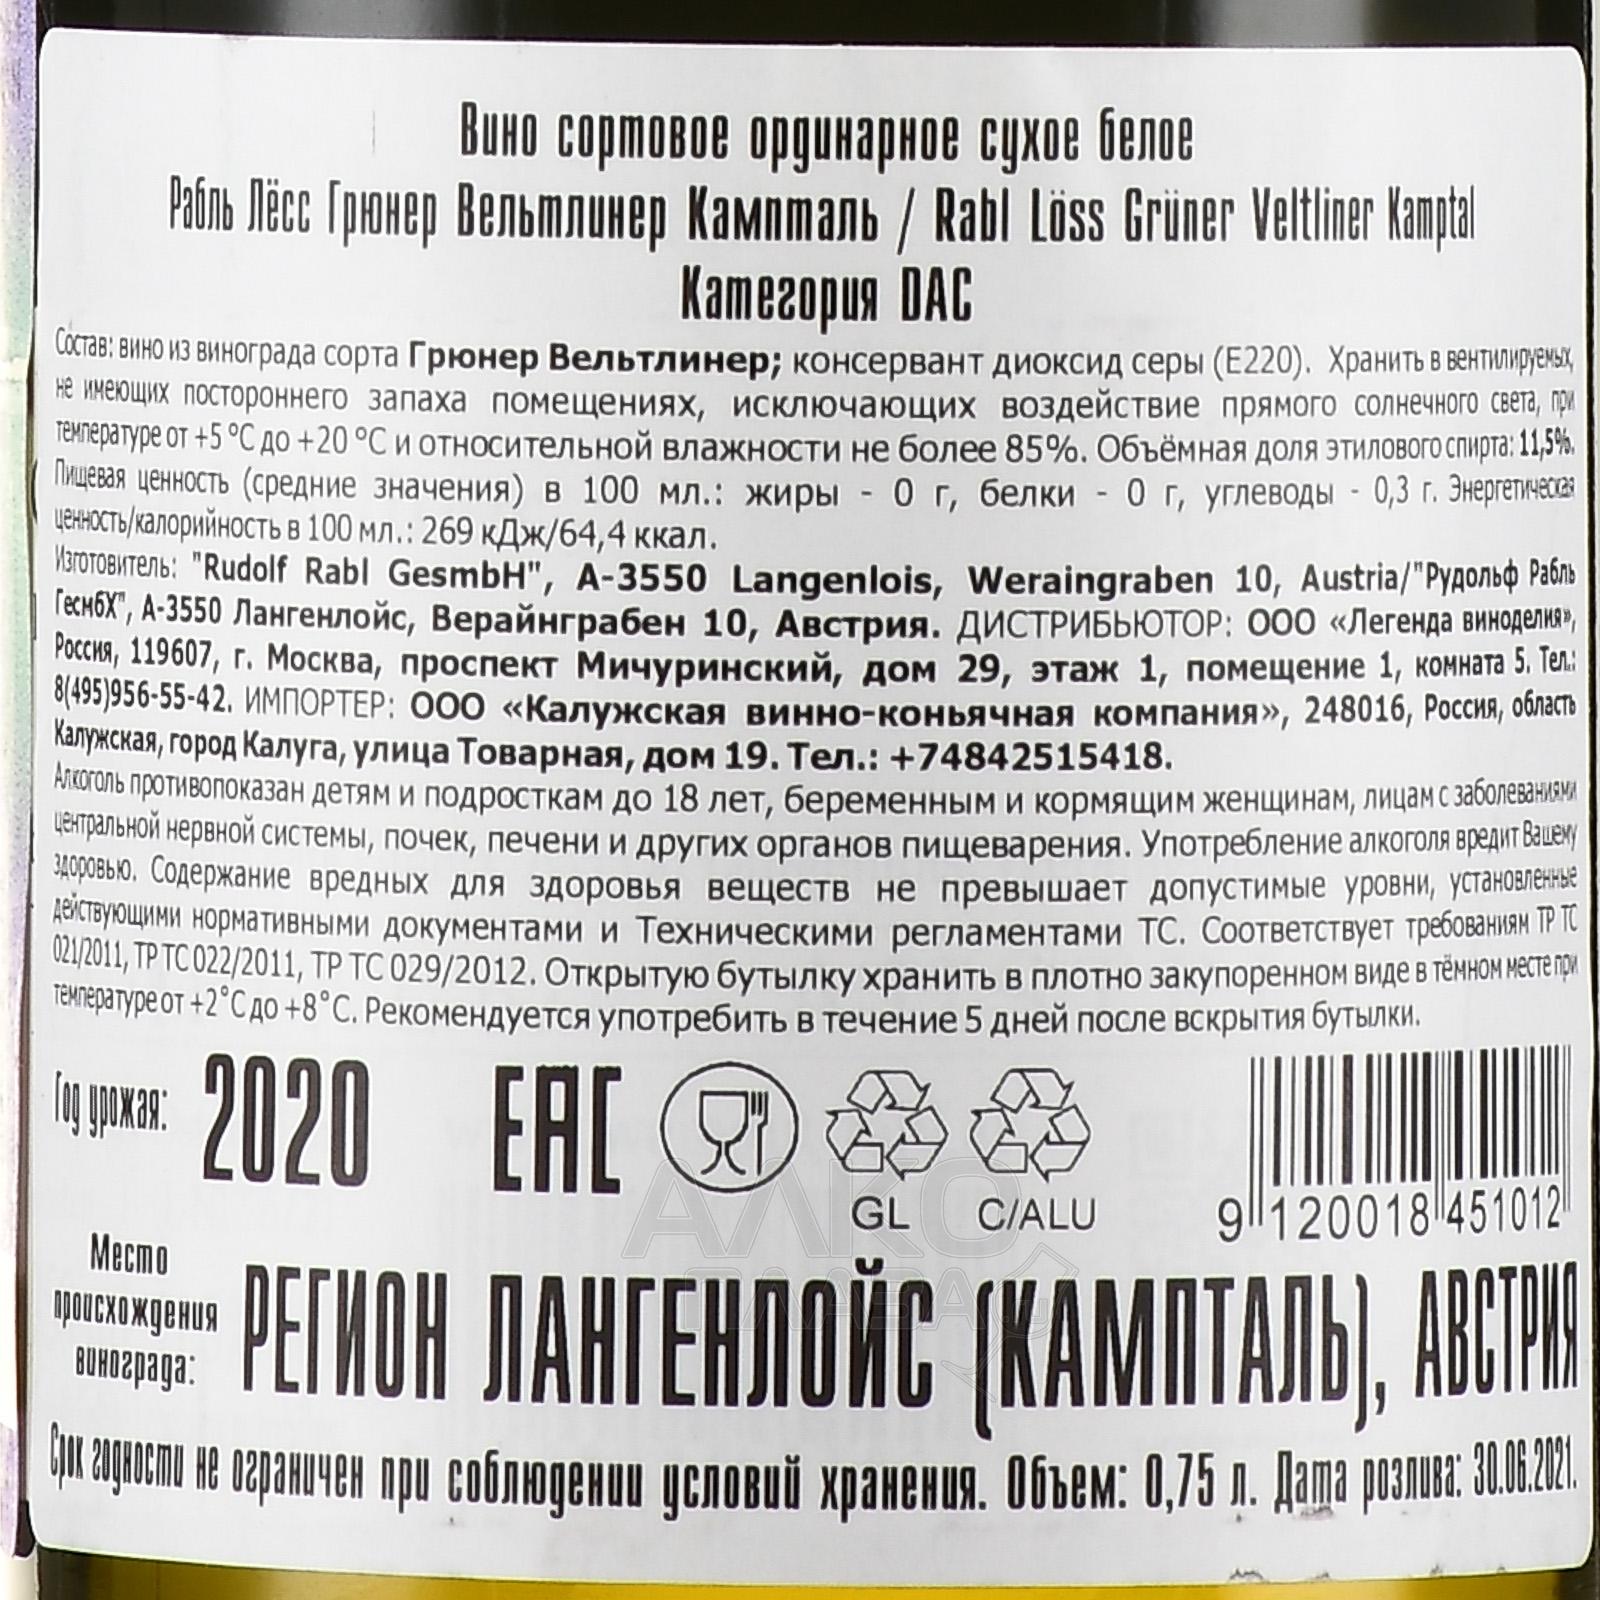 Вино сортовое ординарное сухое белое
Рабль Лёсс Грюнер Вельтлинер Кампталь / Rabl Löss Grüner Veltliner Kamptal
Категория DAC
Состав: вино из винограда сорта Грюнер Вельтлинер; консервант диоксид серы (Е220). Хранить в вентилируемых,
не имеющих постороннего запаха помещениях, исключающих воздействие прямого солнечного света, при
температуре от +5 °С до +20 °С и относительной влажности не более 85%. Объёмная доля этилового спирта: 11,5%.
Пищевая ценность (средние значения) в 100 мл.: жиры - 0 г, белки - 0 г, углеводы - 0,3 г. Энергетическая
ценность/калорийность в 100 мл.: 269 кДж/64,4 ккал.
Изготовитель: "Rudolf Rabl GesmbH", A-3550 Langenlois, Weraingraben 10, Austria/"Рудольф Рабль
ГесмбХ", А-3550 Лангенлойс, Верайнграбен 10, Австрия. ДИСТРИБЬЮТОР: ООО «Легенда виноделия»,
Россия, 119607, г. Москва, проспект Мичуринский, дом 29, этаж 1, помещение 1, комната 5. Тел.:
8(495)956-55-42. ИМПОРТЕР: ООО «Калужская винно-коньячная компания», 248016, Россия, область
Калужская, город Калуга, улица Товарная, дом 19. Тел.: +74842515418.
Алкоголь противопоказан детям и подросткам до 18 лет, беременным и кормящим женщинам, лицам с заболеваниями
центральной нервной системы, почек, печени и других органов пищеварения. Употребление алкоголя вредит Вашему
здоровью. Содержание вредных для здоровья веществ не превышает допустимые уровни, установленные
действующими нормативными документами и Техническими регламентами ТС. Соответствует требованиям ТР ТС
021/2011, ТР ТС 022/2011, ТР ТС 029/2012. Открытую бутылку хранить в плотно закупоренном виде в тёмном месте при
температуре от +2°С до +8°С. Рекомендуется употребить в течение 5 дней после вскрытия бутылки.
Год урожая: 2020 ЕАС
GL C/ALU
9 120018 451012
АЛКО
ПЛАЗА.ru
Место
происхождения
винограда:
РЕГИОН ЛАНГЕНЛОЙС (КАМПТАЛЬ), АВСТРИЯ
Срок годности не ограничен при соблюдении условий хранения. Объем: 0,75 л. Дата розлива: 30.06.2021.